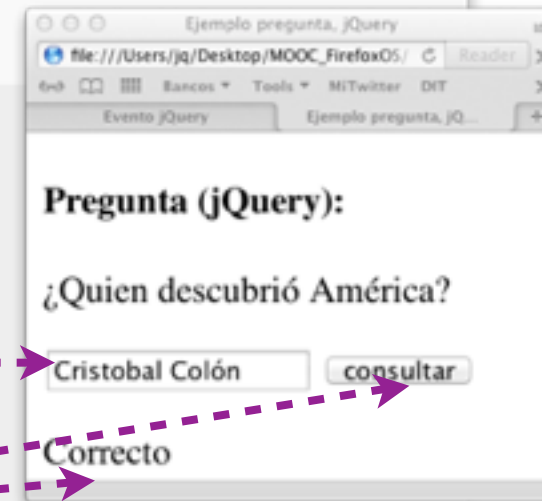 Ejemplo pregunta, jQuery
file:///Users/jq/Desktop/MOOC_FirefoxOS/ Reader
Bancos Tools MiTwitter DIT
Evento jQuery Ejemplo pregunta, jQ...
Pregunta (jQuery):
¿Quien descubrió América?
Cristobal Colón consultar
Correcto